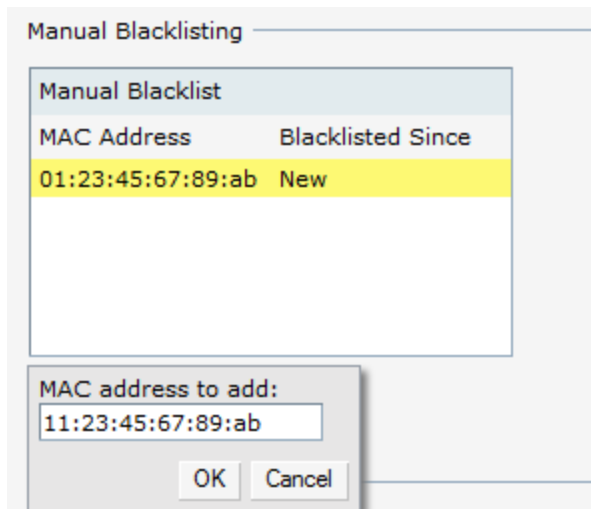 Manual Blacklisting
Manual Blacklist
MAC Address Blacklisted Since
01:23:45:67:89:ab New
MAC address to add:
11:23:45:67:89:ab
OK Cancel